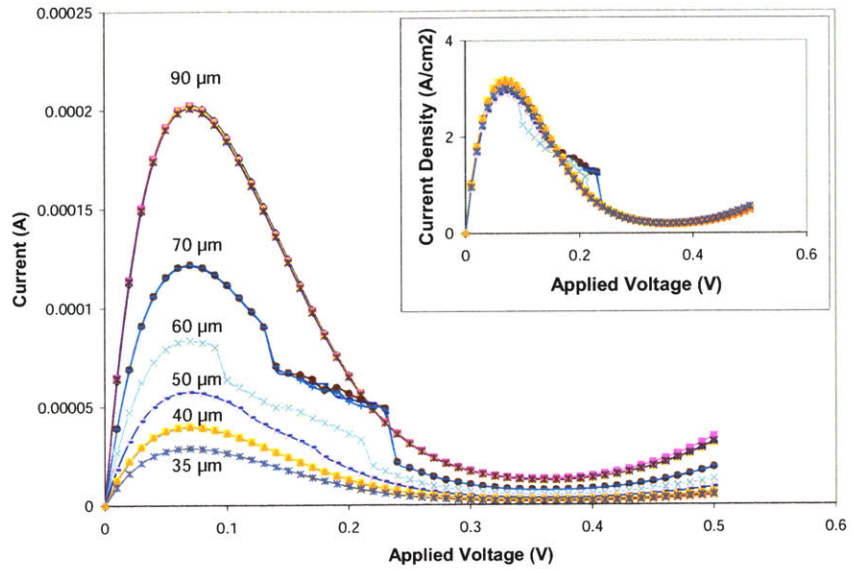 0.00025
0.0002
0.00015
0.0001
0.00005
0
Current (A)
90 µm
70 µm
60 µm
50 µm
40 µm
35 µm
0
0.1
0.2
0.3
0.4
0.5
0.6
Applied Voltage (V)
4
2
0
Current Density (A/cm2)
0
0.2
0.4
0.6
Applied Voltage (V)